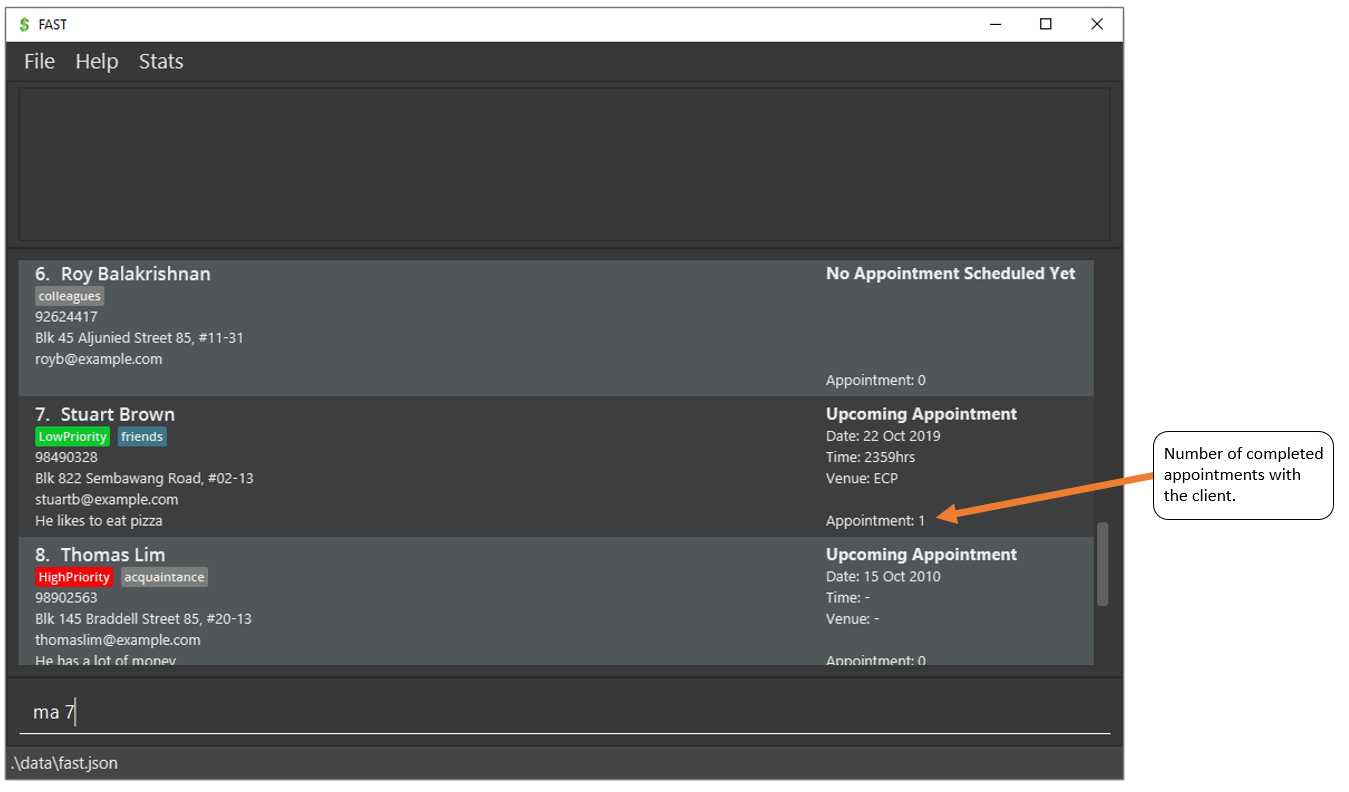 FAST
File Help Stats
6. Roy Balakrishnan
colleagues
92624417
Blk 45 Aljunied Street 85, #11-31
royb@example.com
No Appointment Scheduled Yet
Appointment: 0
7. Stuart Brown
LowPriority friends
98490328
Blk 822 Sembawang Road, #02-13
stuartb@example.com
He likes to eat pizza
Upcoming Appointment
Date: 22 Oct 2019
Time: 2359hrs
Venue: ECP
Appointment: 1
8. Thomas Lim
HighPriority acquaintance
98902563
Blk 145 Braddell Street 85, #20-13
thomaslim@example.com
He has a lot of money
Upcoming Appointment
Date: 15 Oct 2010
Time: -
Venue: -
Appointment: 0
Number of completed
appointments with
the client.
ma 7
.\data\fast.json